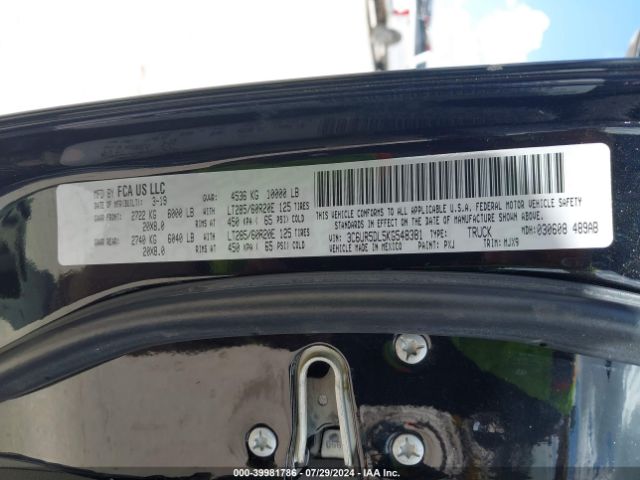 MFD BY FCA US LLC
DATE OF MFR(BUILT): 3-19 GVWR: 4536 KG 10000 LB
GAWR FRONT: 2722 KG 6000 LB WITH LT285/60R20E 125 TIRES
20X8.0 RIMS AT 450 KPA ( 65 PSI) COLD
GAWR REAR: 2740 KG 6040 LB WITH LT285/60R20E 125 TIRES
20X8.0 RIMS AT 450 KPA ( 65 PSI) COLD
THIS VEHICLE CONFORMS TO ALL APPLICABLE U.S.A. FEDERAL MOTOR VEHICLE SAFETY
STANDARDS IN EFFECT ON THE DATE OF MANUFACTURE SHOWN ABOVE.
VIN: 3C6UR5DL5KG548381 TYPE: TRUCK MDH: 030608 489AB
VEHICLE MADE IN MEXICO PAINT: PXJ TRIM: MJX9
000-39981786 - 07/29/2024 - IAAI.com